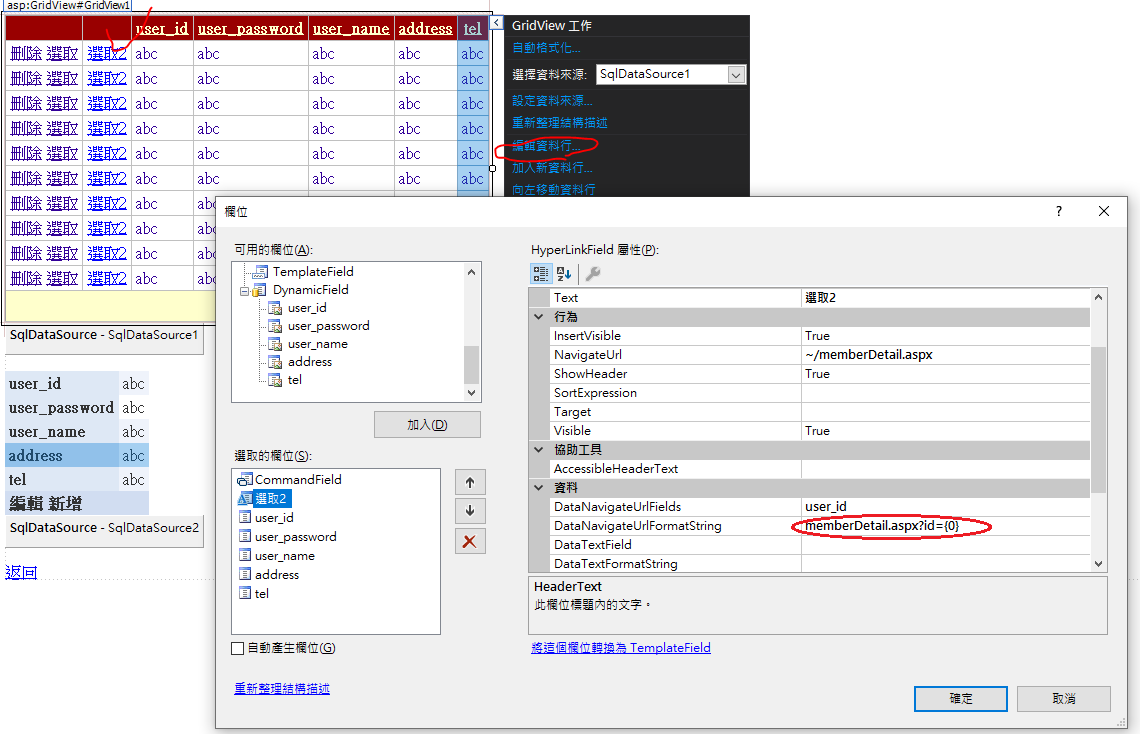 asp:GridView#GridView1
user_id user_password user_name address tel
刪除 選取 選取2 abc abc abc abc abc
刪除 選取 選取2 abc abc abc abc abc
刪除 選取 選取2 abc abc abc abc abc
刪除 選取 選取2 abc abc abc abc abc
刪除 選取 選取2 abc abc abc abc abc
刪除 選取 選取2 abc abc abc abc abc
刪除 選取 選取2 abc
刪除 選取 選取2 abc
刪除 選取 選取2 abc
刪除 選取 選取2 abc
SqlDataSource - SqlDataSource1
user_id abc
user_password abc
user_name abc
address abc
tel abc
編輯 新增
SqlDataSource - SqlDataSource2
返回
GridView 工作
自動格式化...
選擇資料來源: SqlDataSource1
設定資料來源...
重新整理結構描述
編輯資料行...
加入新資料行...
向左移動資料行
欄位
?
可用的欄位(A):
TemplateField
DynamicField
user_id
user_password
user_name
address
tel
加入(D)
選取的欄位(S):
CommandField
選取2
user_id
user_password
user_name
address
tel
自動產生欄位(G)
重新整理結構描述
HyperLinkField 屬性(P):
Text 選取2
行為
InsertVisible True
NavigateUrl ~/memberDetail.aspx
ShowHeader True
SortExpression
Target
Visible True
協助工具
AccessibleHeaderText
資料
DataNavigateUrlFields user_id
DataNavigateUrlFormatString memberDetail.aspx?id={0}
DataTextField
DataTextFormatString
HeaderText
此欄位標題內的文字。
將這個欄位轉換為 TemplateField
確定
取消